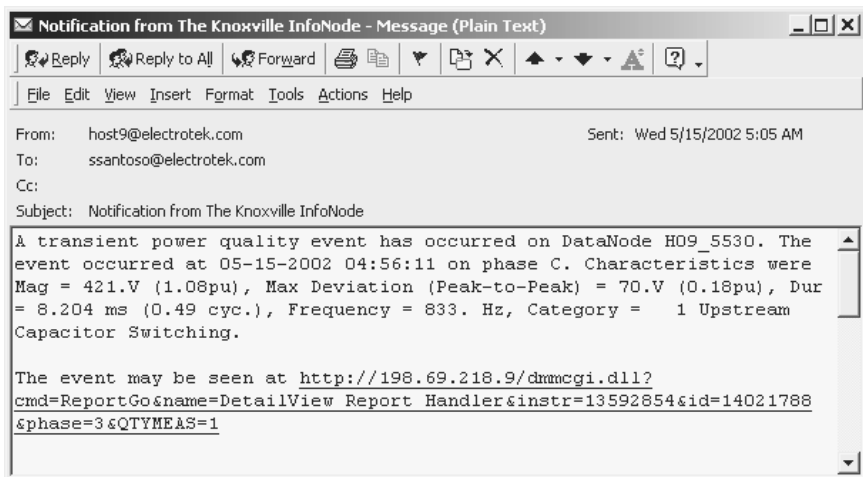 Notification from The Knoxville InfoNode - Message (Plain Text)
Reply Reply to All Forward
File Edit View Insert Format Tools Actions Help
From: host9@electrotek.com Sent: Wed 5/15/2002 5:05 AM
To: ssantoso@electrotek.com
Cc:
Subject: Notification from The Knoxville InfoNode
A transient power quality event has occurred on DataNode H09_5530. The
event occurred at 05-15-2002 04:56:11 on phase C. Characteristics were
Mag = 421.V (1.08pu), Max Deviation (Peak-to-Peak) = 70.V (0.18pu), Dur
= 8.204 ms (0.49 cyc.), Frequency = 833. Hz, Category = 1 Upstream
Capacitor Switching.
The event may be seen at http://198.69.218.9/dmmcgi.dll?
cmd=ReportGo&name=DetailView Report Handler&instr=13592854&id=14021788
&phase=3&QTYMEAS=1